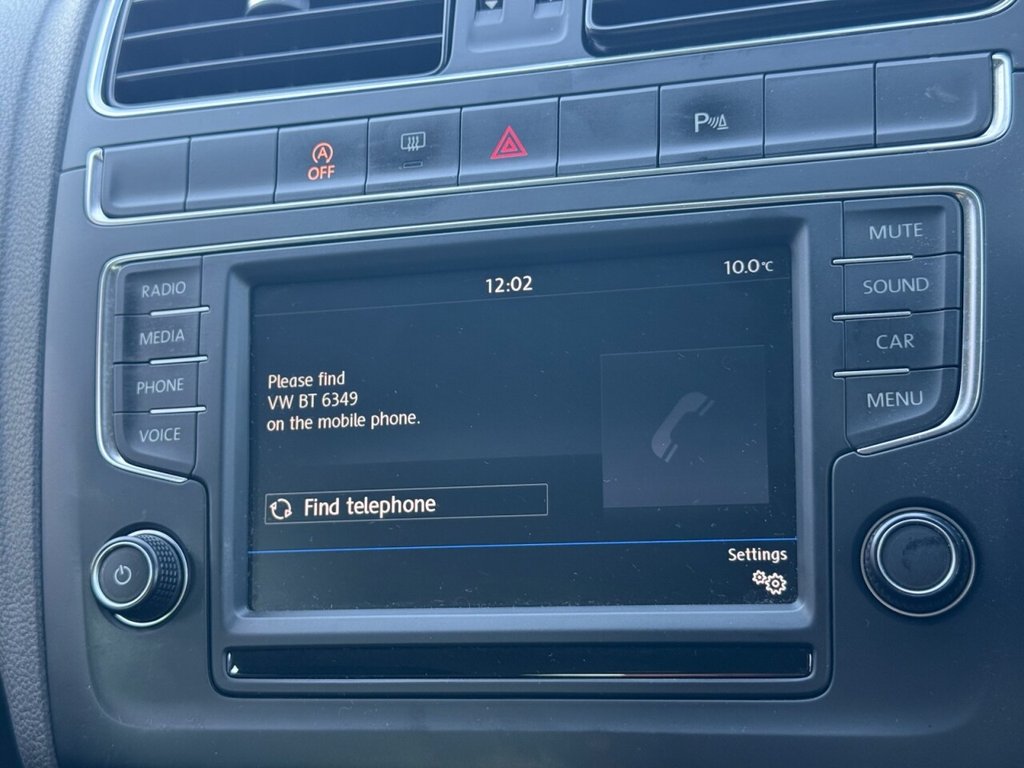 A
OFF
P
12:02
10.0°C
RADIO
MEDIA
PHONE
VOICE
MUTE
SOUND
CAR
MENU
Please find
VW BT 6349
on the mobile phone.
Find telephone
Settings